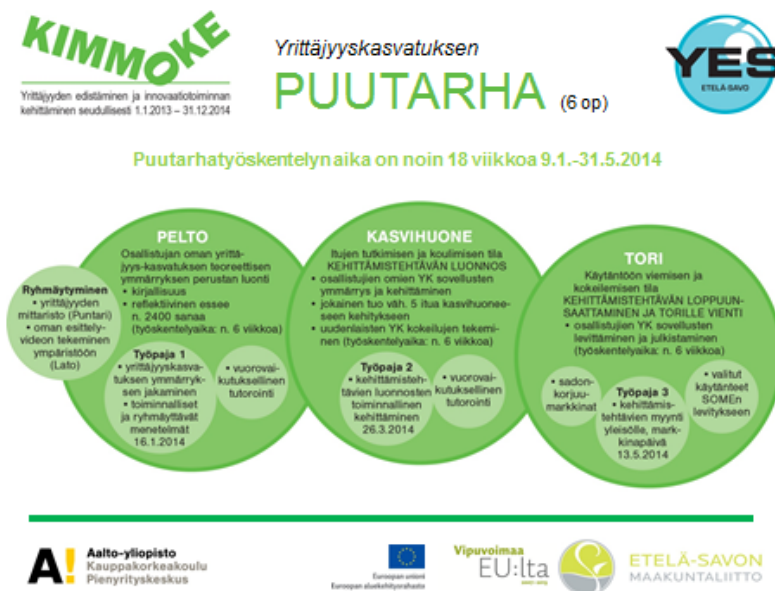 KIMMOKE
Yrittäjyyden edistäminen ja innovaatiotoiminnan
kehittäminen seudullisesti 1.1.2013 – 31.12.2014
Yrittäjyyskasvatuksen
PUUTARHA (6 op)
YES
ETELÄ-SAVO
Puutarhatyöskentelyn aika on noin 18 viikkoa 9.1.-31.5.2014
Ryhmäytyminen
• yrittäjyyden
mittaristo (Puntari)
• oman esittely-
videon tekeminen
ympäristöön
(Lato)
PELTO
Osallistujan oman yrittä-
jyys-kasvatuksen teoreettisen
ymmärryksen perustan luonti
• kirjallisuus
• reflektiivinen essee
n. 2400 sanaa
(työskentelyaika: n. 6 viikkoa)
Työpaja 1
• yrittäjyyskasva-
tuksen ymmärryk-
sen jakaminen
• toiminnalliset
ja ryhmäyttävät
menetelmät
16.1.2014
• vuorovai-
kutuksellinen
tutorointi
KASVIHUONE
Itujen tutkimisen ja koulimisen tila
KEHITTÄMISTEHTÄVÄN LUONNOS
• osallistujien omien YK sovellusten
ymmärrys ja kehittäminen
• jokainen tuo väh. 5 itua kasvihuonee-
seen kehitykseen
• uudenlaisten YK kokeilujen tekemi-
nen (työskentelyaika: n. 6 viikkoa)
Työpaja 2
• kehittämisteh-
tävien luonnosten
toiminnallinen
kehittäminen
26.3.2014
• vuorovai-
kutuksellinen
tutorointi
TORI
Käytäntöön viemisen ja
kokeilemisen tila
KEHITTÄMISTEHTÄVÄN LOPPUUN-
SAATTAMINEN JA TORILLE VIENTI
• osallistujien YK sovellusten
levittäminen ja julkistaminen
(työskentelyaika: n. 6 viikkoa)
• sadon-
korjuu-
markkinat
Työpaja 3
• kehittämis-
tehtävien myynti
yleisölle, mark-
kinapäivä
13.5.2014
• valitut
käytänteet
SOMEn
levitykseen
A!
Aalto-yliopisto
Kauppakorkeakoulu
Pienyrityskeskus
Euroopan unioni
Euroopan aluekehitysrahasto
Vipuvoimaa
EU:lta
2007-2013
ETELÄ-SAVON
MAAKUNTALIITTO